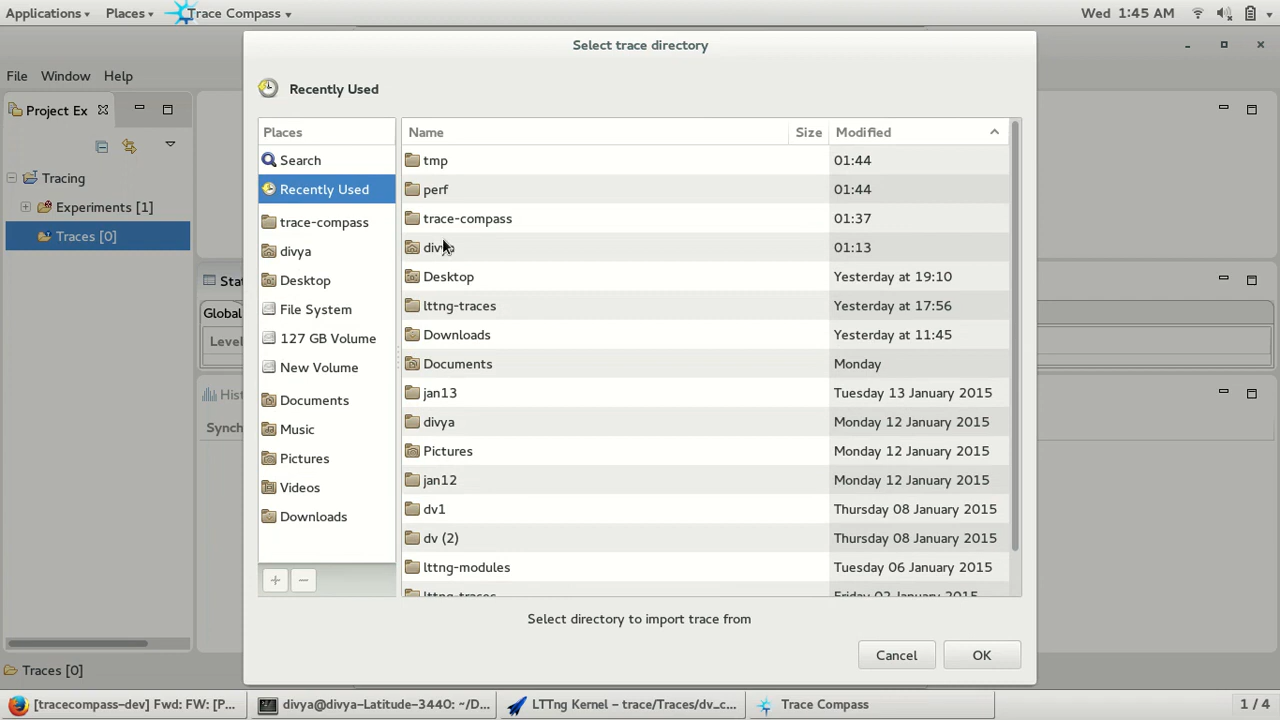 Applications Places Trace Compass Wed 1:45 AM
Select trace directory
File Window Help
Recently Used
Project Ex
Places Name Size Modified
Search tmp 01:44
Recently Used perf 01:44
Tracing
trace-compass trace-compass 01:37
Experiments [1]
Traces [0]
divya 01:13
divya
Desktop Desktop Yesterday at 19:10
File System lttng-traces Yesterday at 17:56
Global
127 GB Volume Downloads Yesterday at 11:45
New Volume Documents Monday
Documents jan13 Tuesday 13 January 2015
Music divya Monday 12 January 2015
Synch
Pictures Pictures Monday 12 January 2015
Videos jan12 Monday 12 January 2015
Downloads dv1 Thursday 08 January 2015
dv (2) Thursday 08 January 2015
lttng-modules Tuesday 06 January 2015
lttng-traces Friday 02 January 2015
Select directory to import trace from
Cancel OK
Traces [0]
[tracecompass-dev] Fwd: FW: [P... divya@divya-Latitude-3440: ~/D... LTTng Kernel – trace/Traces/dv_c... Trace Compass 1 / 4